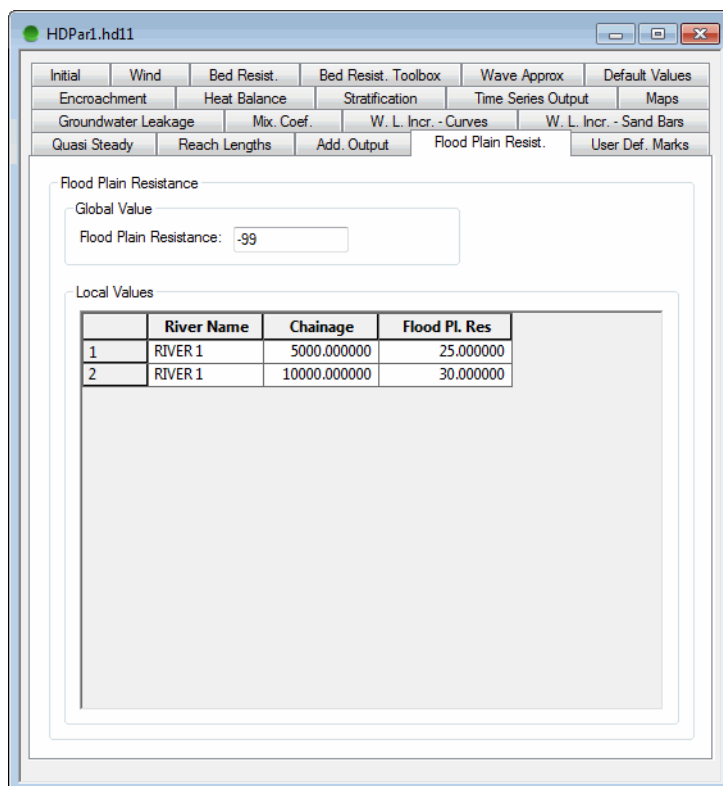 HDPar1.hd11
Initial Wind Bed Resist. Bed Resist. Toolbox Wave Approx Default Values
Encroachment Heat Balance Stratification Time Series Output Maps
Groundwater Leakage Mix. Coef. W. L. Incr. - Curves W. L. Incr. - Sand Bars
Quasi Steady Reach Lengths Add. Output Flood Plain Resist. User Def. Marks
Flood Plain Resistance
Global Value
Flood Plain Resistance: -99
Local Values
River Name Chainage Flood Pl. Res
1 RIVER 1 5000.000000 25.000000
2 RIVER 1 10000.000000 30.000000